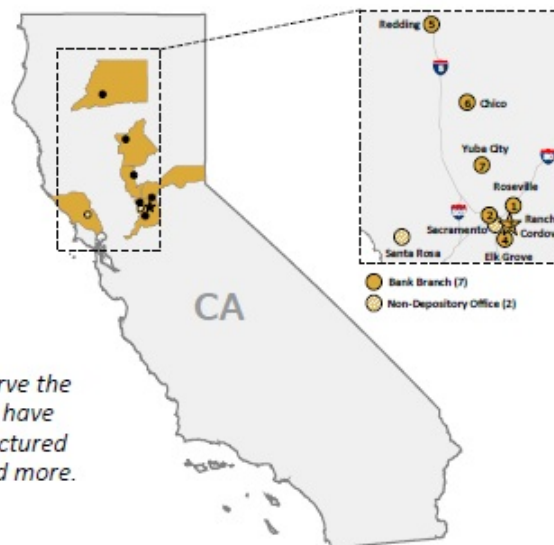 Redding 5
6 Chico
Yuba City
7
Roseville
1
2
Ranch
Sacramento
Cordov
4
Santa Rosa
Elk Grove
Bank Branch (7)
Non-Depository Office (2)
CA
rve the
have
ctured
d more.